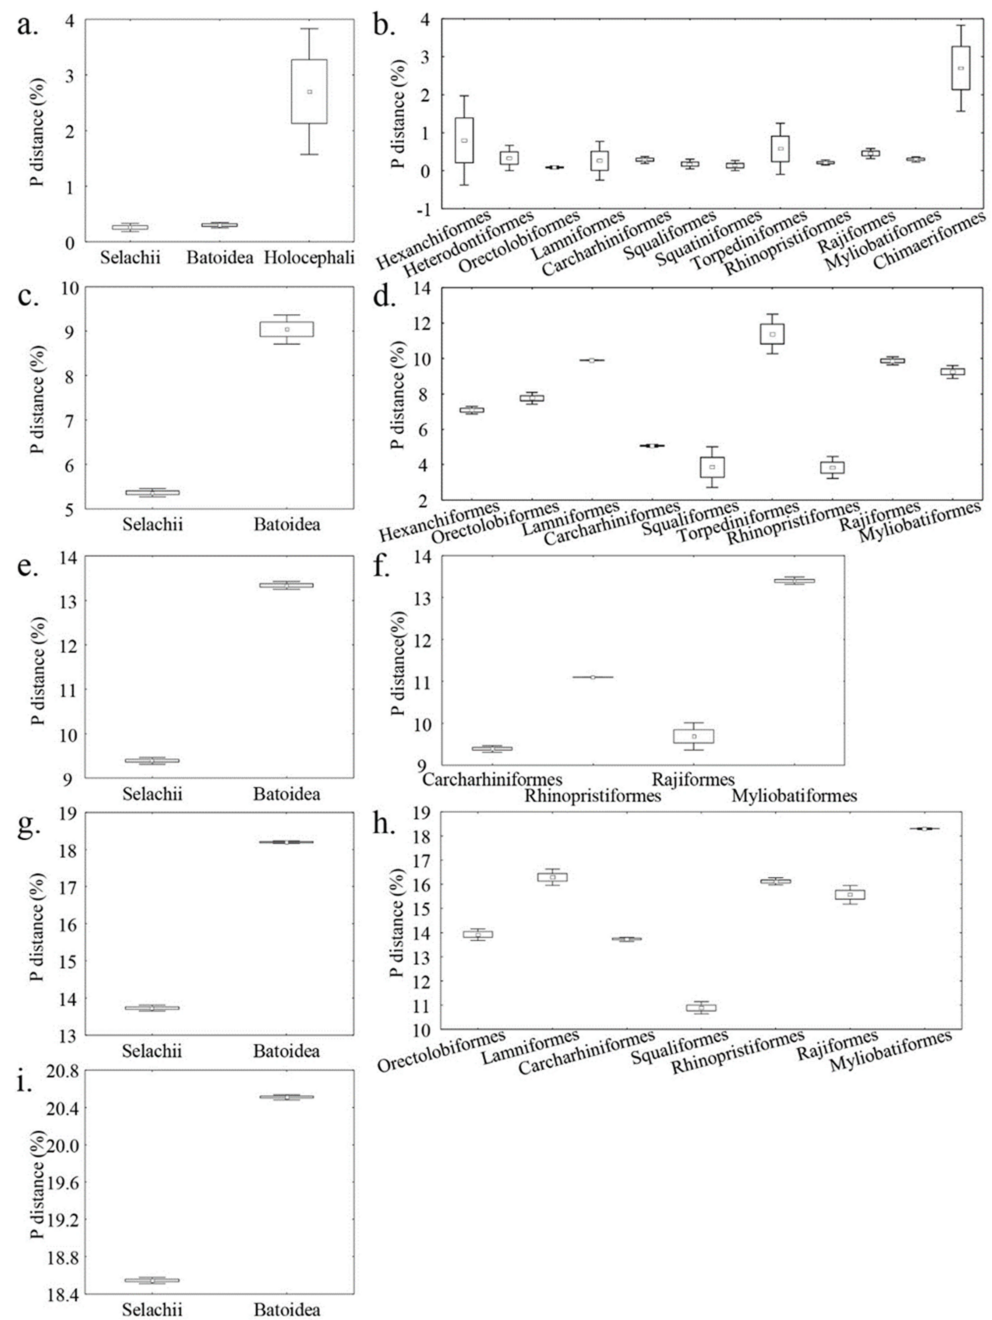 a.
P distance (%)
4
3
2
1
0
Selachii Batoidea Holocephali
b.
P distance (%)
4
3
2
1
0
-1
Hexanchiformes Heterodontiformes Orectolobiformes Lamniformes Carcharhiniformes Squaliformes Squatiniformes Torpediniformes Rhinopristiformes Rajiformes Myliobatiformes Chimaeriformes
c.
P distance (%)
10
9
8
7
6
5
Selachii Batoidea
d.
P distance (%)
14
12
10
8
6
4
2
Hexanchiformes Orectolobiformes Lamniformes Carcharhiniformes Squaliformes Torpediniformes Rhinopristiformes Rajiformes Myliobatiformes
e.
P distance (%)
14
13
12
11
10
9
Selachii Batoidea
f.
P distance(%)
14
13
11
10
9
Carcharhiniformes Rajiformes
Rhinopristiformes Myliobatiformes
g.
P distance (%)
19
18
17
16
15
14
13
Selachii Batoidea
h.
P distance (%)
19
18
17
16
15
14
13
12
11
10
Orectolobiformes Lamniformes Carcharhiniformes Squaliformes Rhinopristiformes Rajiformes Myliobatiformes
i.
P distance (%)
20.8
20.4
20.0
19.6
19.2
18.8
18.4
Selachii Batoidea